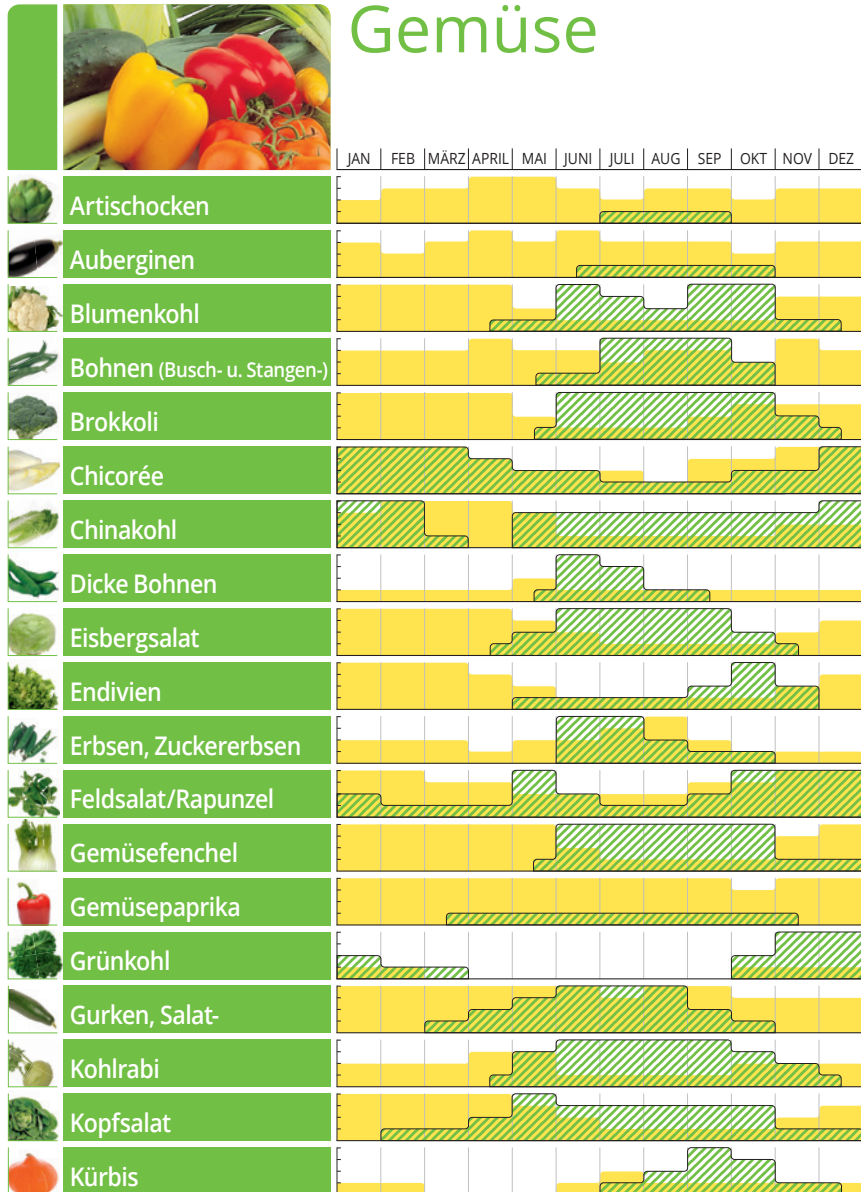 Gemüse
JAN FEB MÄRZ APRIL MAI JUNI JULI AUG SEP OKT NOV DEZ
Artischocken
Auberginen
Blumenkohl
Bohnen (Busch- u. Stangen-)
Brokkoli
Chicorée
Chinakohl
Dicke Bohnen
Eisbergsalat
Endivien
Erbsen, Zuckererbsen
Feldsalat/Rapunzel
Gemüsefenchel
Gemüsepaprika
Grünkohl
Gurken, Salat-
Kohlrabi
Kopfsalat
Kürbis